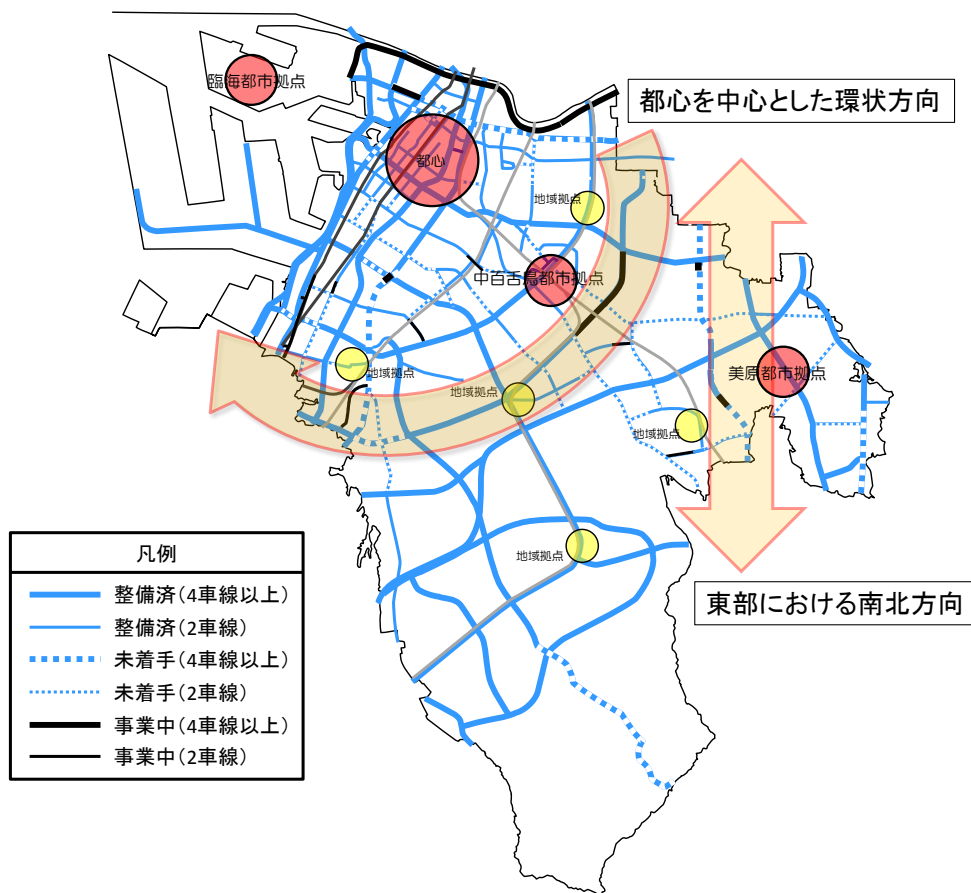 臨海都市拠点
都心を中心とした環状方向
都心
地域拠点
中百舌鳥都市拠点
地域拠点
美原都市拠点
地域拠点
地域拠点
地域拠点
東部における南北方向
凡例
整備済(4車線以上)
整備済(2車線)
未着手(4車線以上)
未着手(2車線)
事業中(4車線以上)
事業中(2車線)